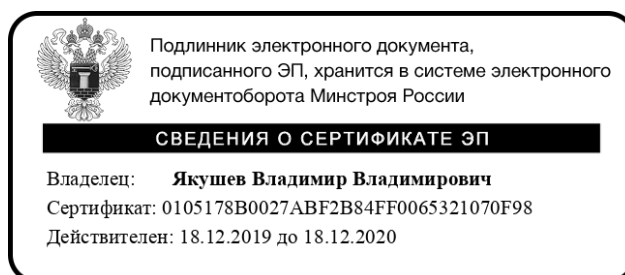 Подлинник электронного документа,
подписанного ЭП, хранится в системе электронного
документоборота Минстроя России
СВЕДЕНИЯ О СЕРТИФИКАТЕ ЭП
Владелец: Якушев Владимир Владимирович
Сертификат: 0105178B0027ABF2B84FF0065321070F98
Действителен: 18.12.2019 до 18.12.2020